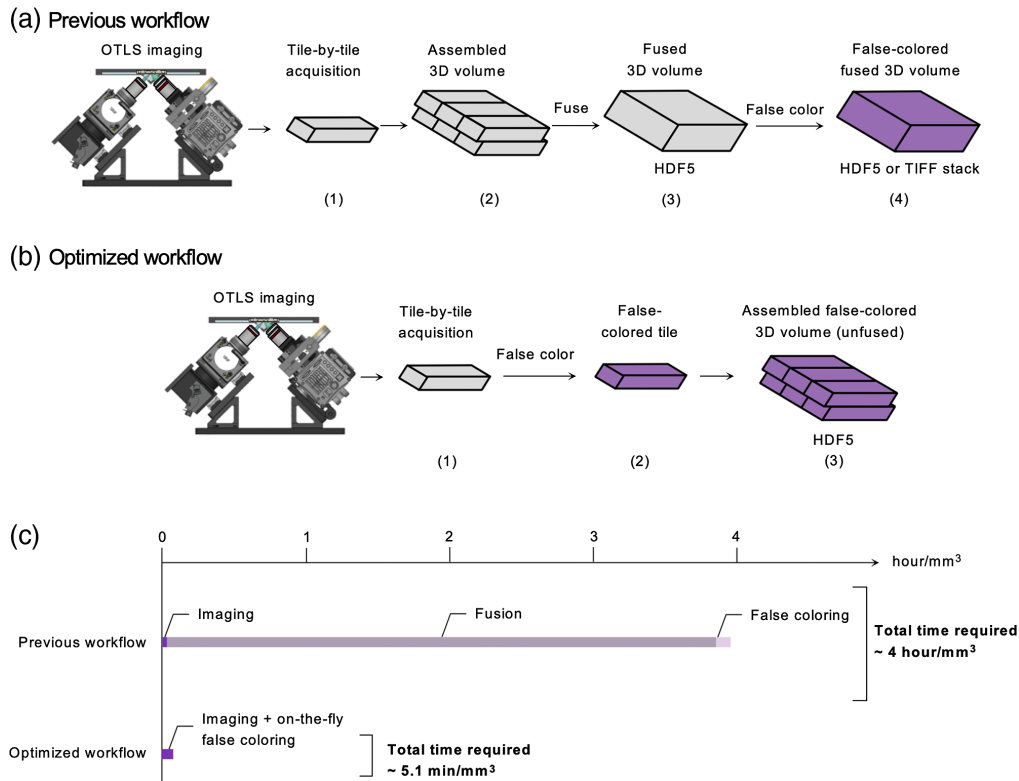 (a) Previous workflow
OTLS imaging
Tile-by-tile
acquisition
Assembled
3D volume
Fuse
Fused
3D volume
False color
False-colored
fused 3D volume
HDF5
HDF5 or TIFF stack
(1)
(2)
(3)
(4)
(b) Optimized workflow
OTLS imaging
Tile-by-tile
acquisition
False color
False-
colored tile
Assembled false-colored
3D volume (unfused)
HDF5
(1)
(2)
(3)
(c)
0 1 2 3 4
hour/mm³
Imaging
Fusion
False coloring
Previous workflow
Total time required
~ 4 hour/mm³
Imaging + on-the-fly
false coloring
Optimized workflow
Total time required
~ 5.1 min/mm³